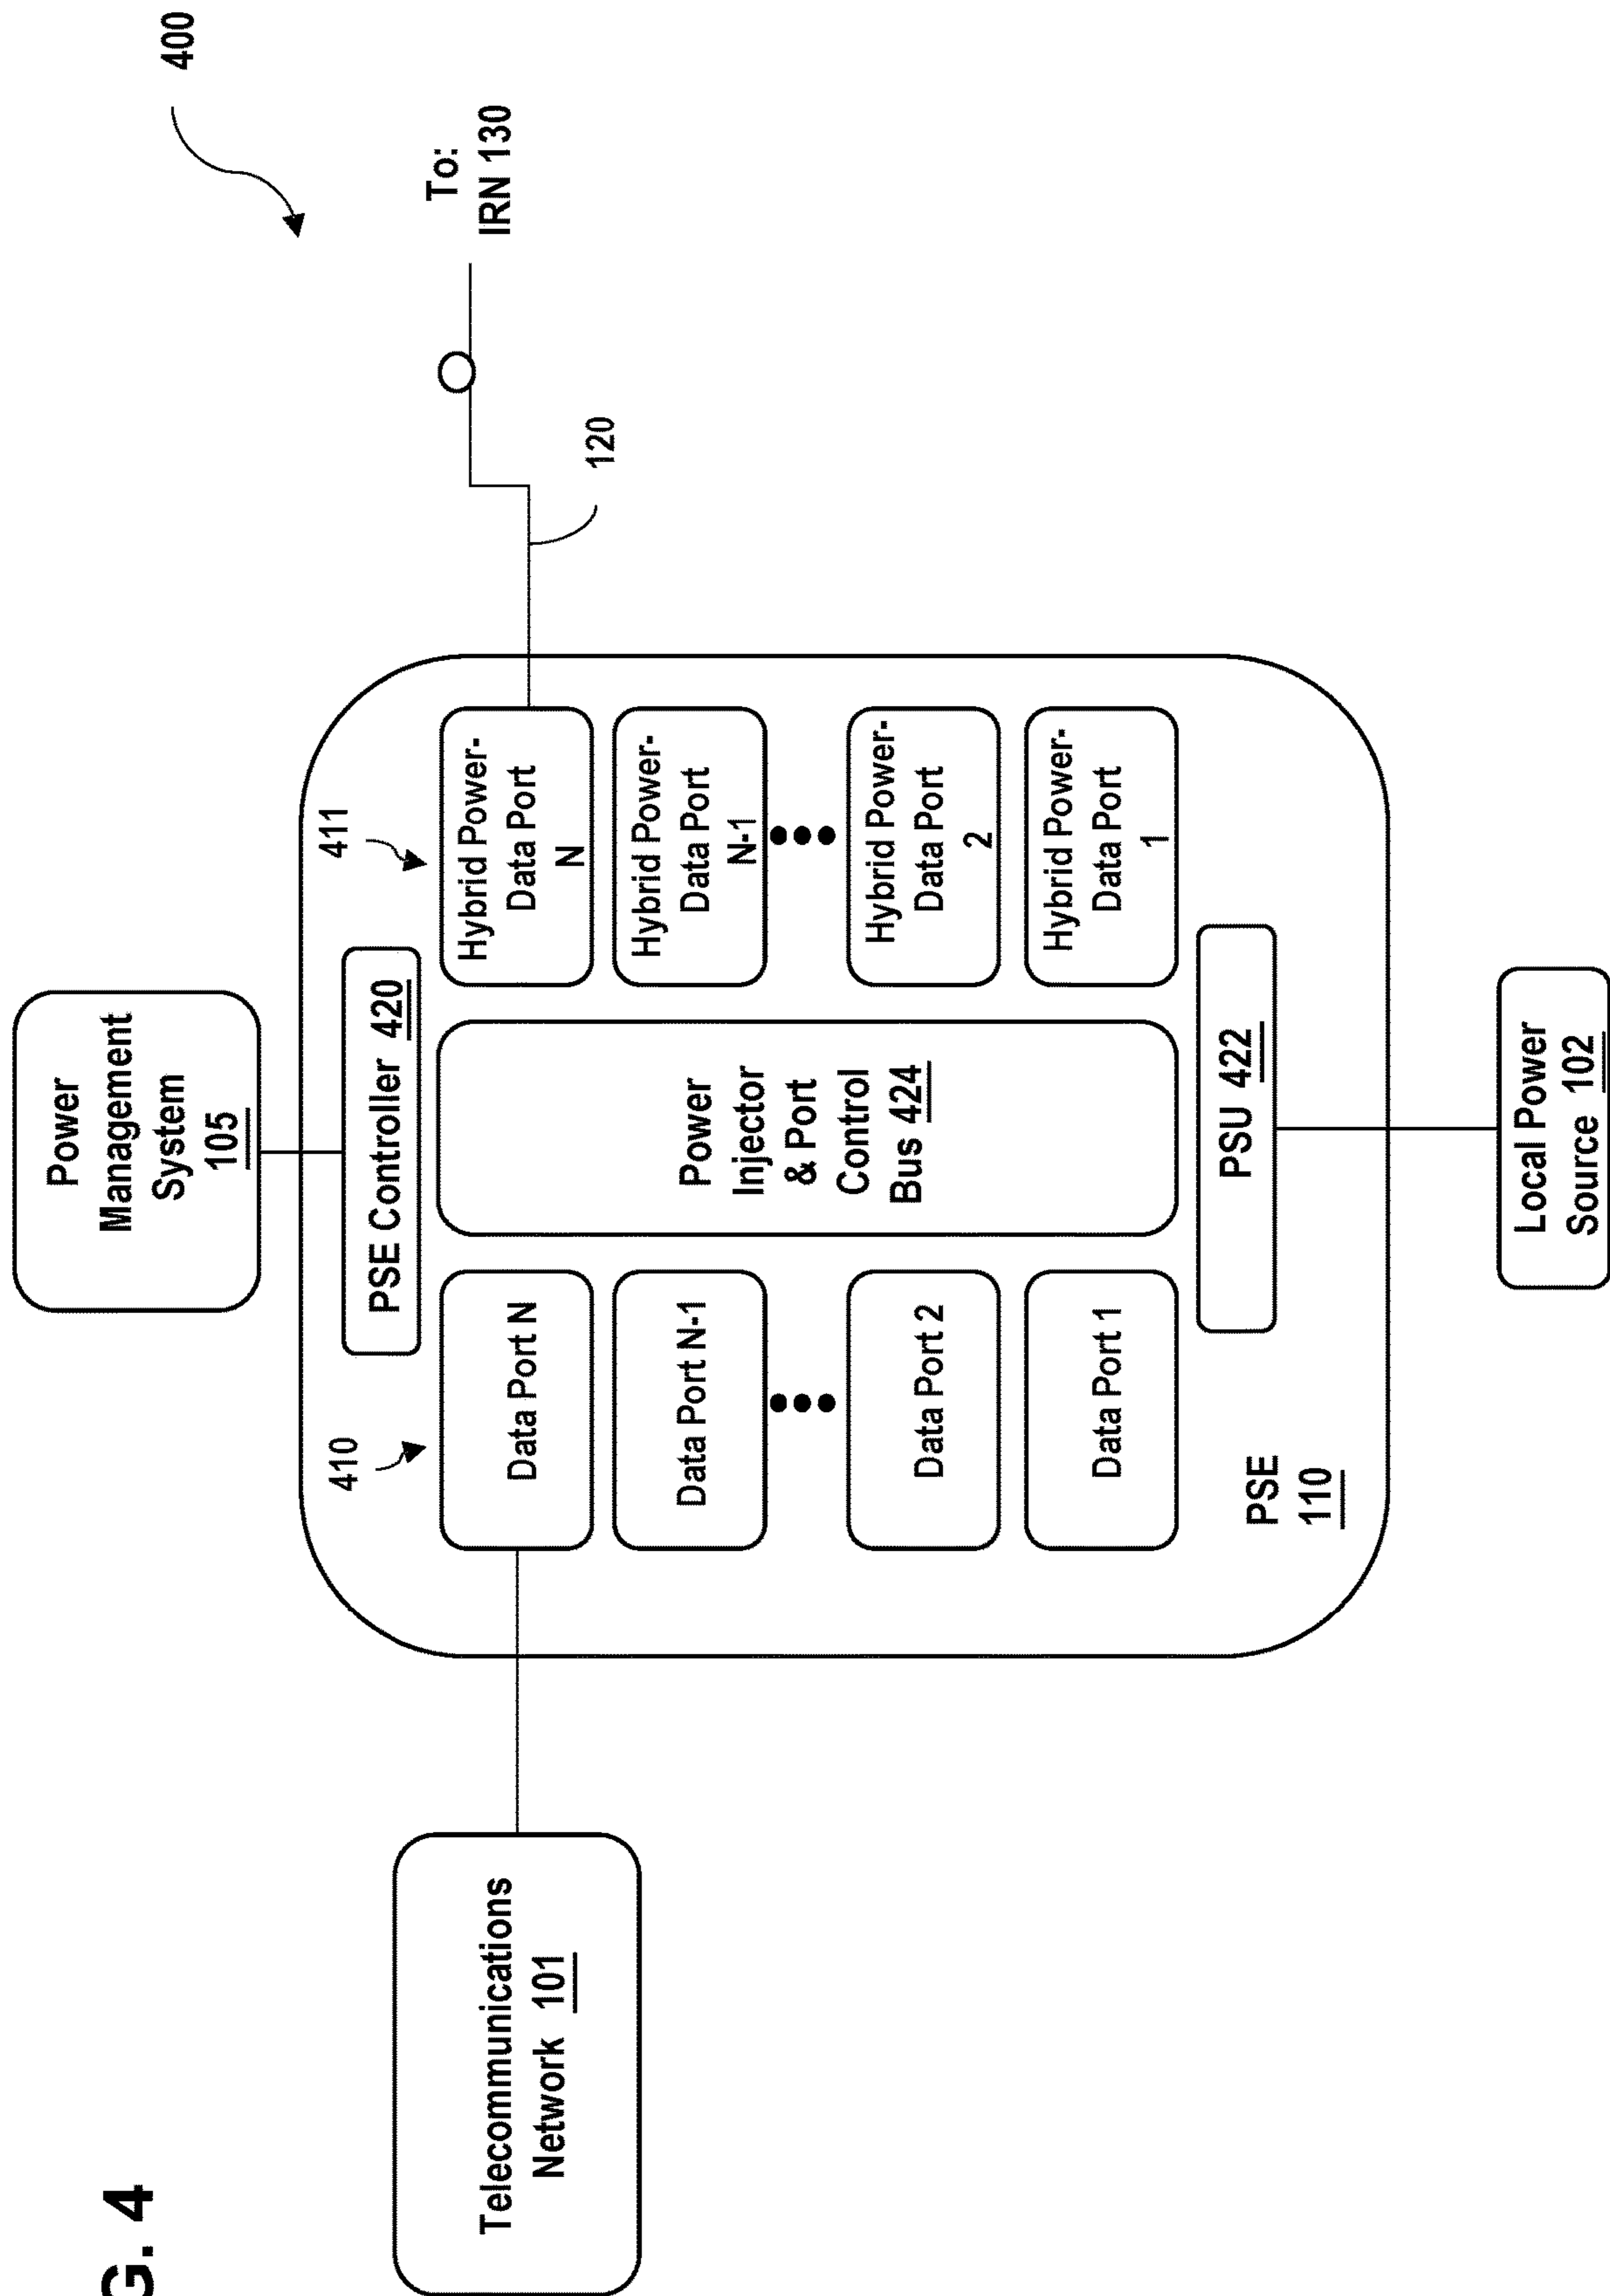 G. 4
400
Power
Management
System
105
To:
IRN 130
PSE Controller 420
410
411
120
Telecommunications
Network 101
Data Port N
Data Port N-1
Data Port 2
Data Port 1
Power
Injector
& Port
Control
Bus 424
Hybrid Power-
Data Port
N
Hybrid Power-
Data Port
N-1
Hybrid Power-
Data Port
2
Hybrid Power-
Data Port
1
PSE
110
PSU 422
Local Power
Source 102